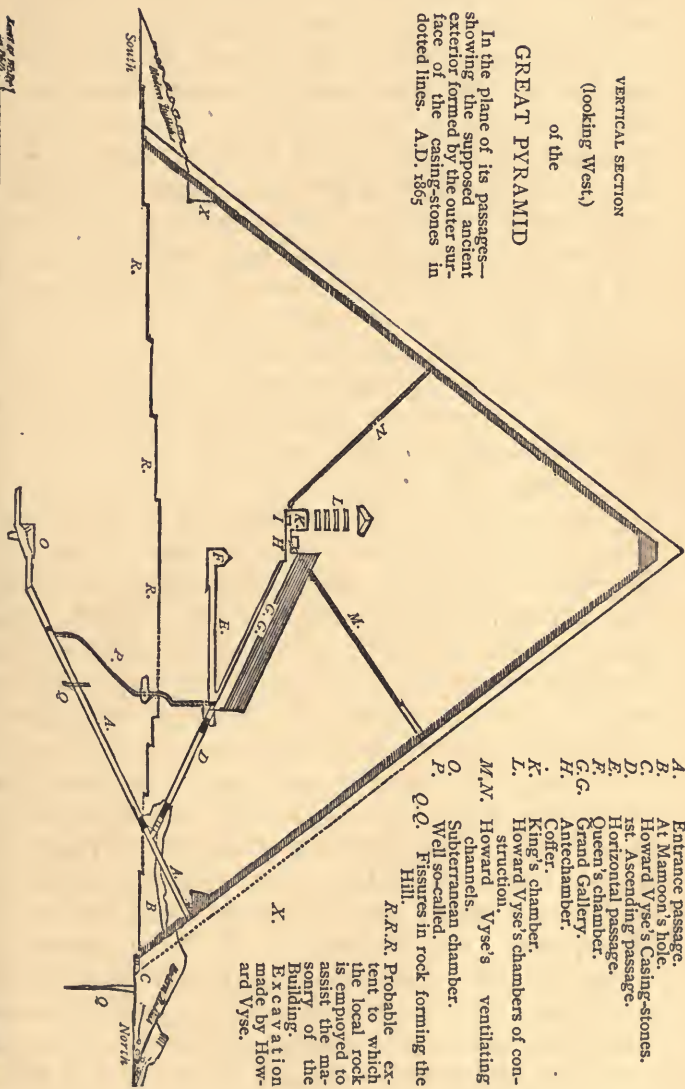 VERTICAL SECTION
(looking West,)
of the
GREAT PYRAMID
In the plane of its passages—
showing the supposed ancient
exterior formed by the outer sur-
face of the casing-stones in
dotted lines. A.D. 1865
A. Entrance passage.
B. At Mamoon's hole.
C. Howard Vyse's Casing-stones.
D. 1st. Ascending passage.
E. Horizontal passage.
F. Queen's chamber.
G.G. Grand Gallery.
H. Antechamber.
Coffer.
K. King's chamber.
L. Howard Vyse's chambers of con-
struction.
M,N. Howard Vyse's ventilating
channels.
O. Subterranean chamber.
P. Well so-called.
Q.Q. Fissures in rock forming the
Hill.
R.R.R. Probable ex-
tent to which
the local rock
is employed to
assist the ma-
sonry of the
Building.
X. Excavation
made by How-
ard Vyse.
South
Modern Rubbish
X
R.
R.
R.
N
L
K.
I
H
G.G.
F
E.
M.
D
O
P.
Q
A.
A.
B
C
Q
North